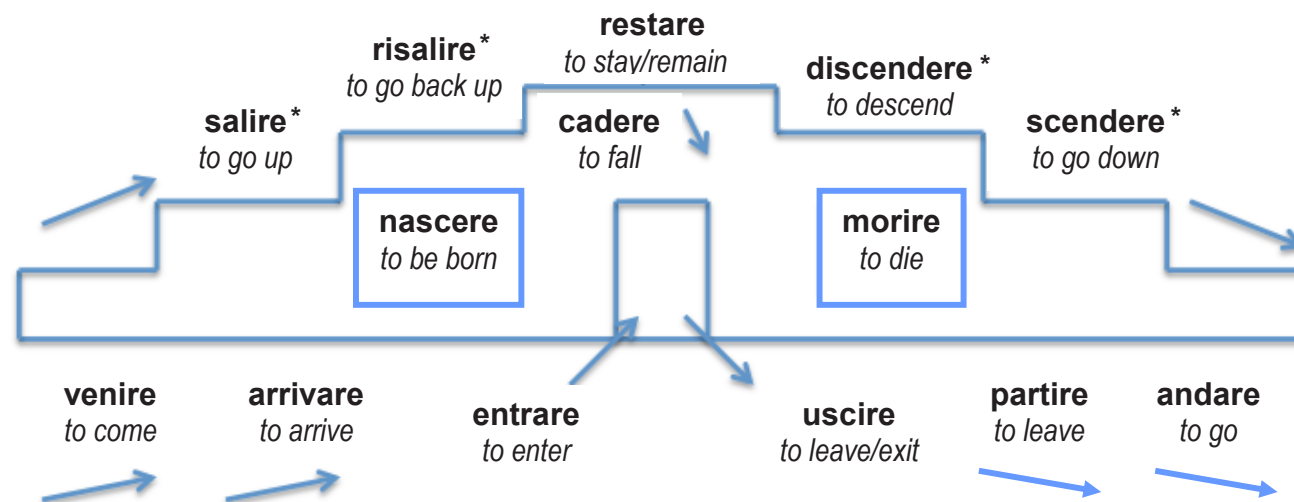 restare
to stay/remain
risalire*
to go back up
discendere*
to descend
salire*
to go up
cadere
to fall
scendere*
to go down
nascere
to be born
morire
to die
venire
to come
arrivare
to arrive
entrare
to enter
uscire
to leave/exit
partire
to leave
andare
to go